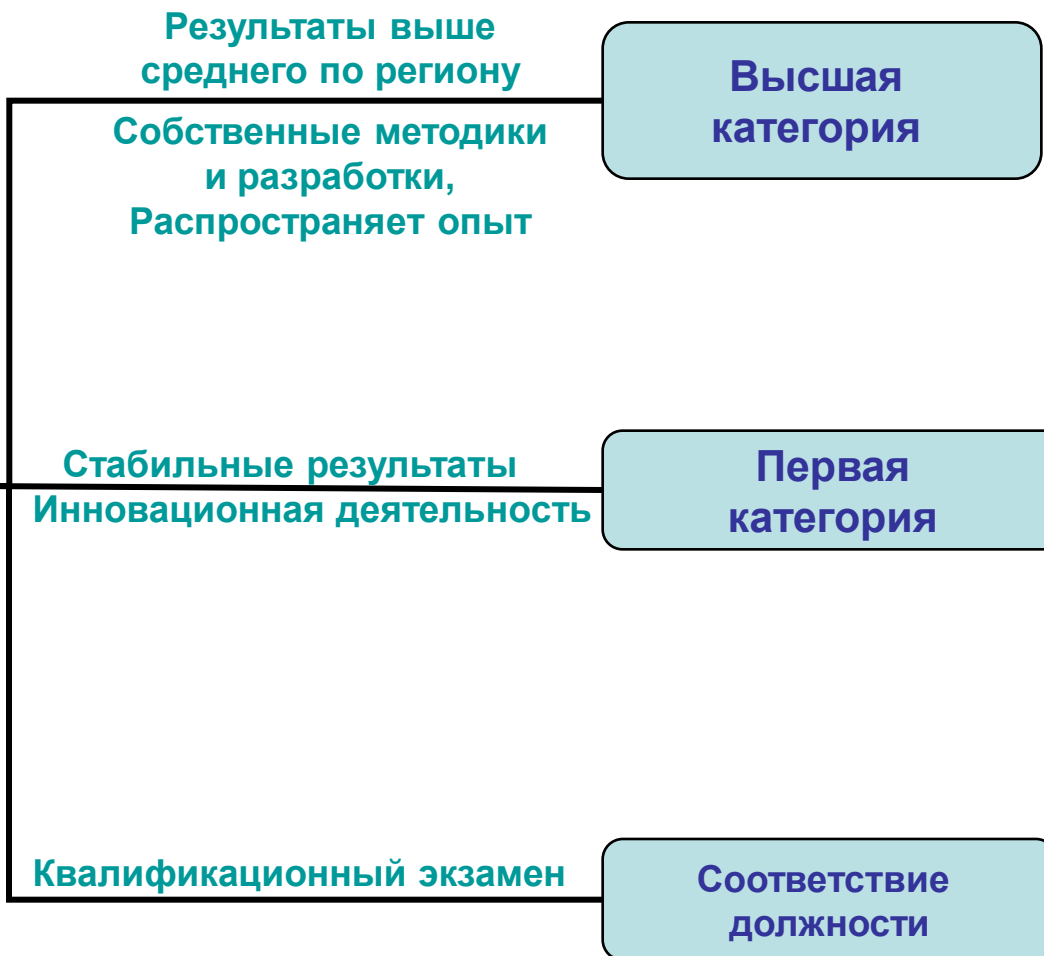 Результаты выше
среднего по региону
Собственные методики
и разработки,
Распространяет опыт
Высшая
категория
Стабильные результаты
Инновационная деятельность
Первая
категория
Квалификационный экзамен
Соответствие
должности